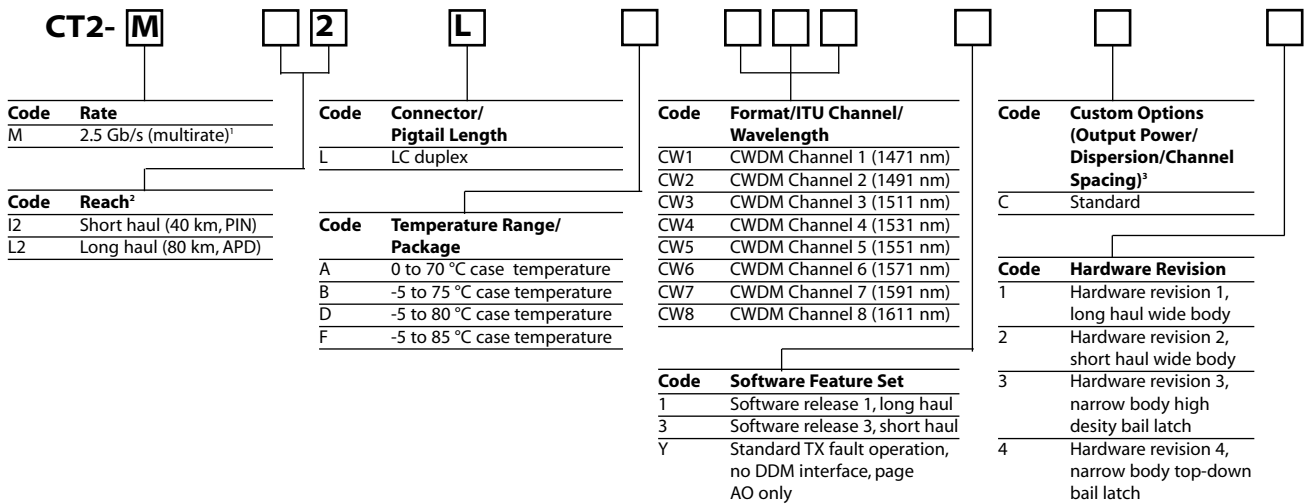 CT2- M 2 L
Code Rate
M 2.5 Gb/s (multirate)¹
Code Reach²
I2 Short haul (40 km, PIN)
L2 Long haul (80 km, APD)
Code Connector/
Pigtail Length
L LC duplex
Code Temperature Range/
Package
A 0 to 70 °C case temperature
B -5 to 75 °C case temperature
D -5 to 80 °C case temperature
F -5 to 85 °C case temperature
Code Format/ITU Channel/
Wavelength
CW1 CWDM Channel 1 (1471 nm)
CW2 CWDM Channel 2 (1491 nm)
CW3 CWDM Channel 3 (1511 nm)
CW4 CWDM Channel 4 (1531 nm)
CW5 CWDM Channel 5 (1551 nm)
CW6 CWDM Channel 6 (1571 nm)
CW7 CWDM Channel 7 (1591 nm)
CW8 CWDM Channel 8 (1611 nm)
Code Software Feature Set
1 Software release 1, long haul
3 Software release 3, short haul
Y Standard TX fault operation,
no DDM interface, page
AO only
Code Custom Options
(Output Power/
Dispersion/Channel
Spacing)³
C Standard
Code Hardware Revision
1 Hardware revision 1,
long haul wide body
2 Hardware revision 2,
short haul wide body
3 Hardware revision 3,
narrow body high
desity bail latch
4 Hardware revision 4,
narrow body top-down
bail latch